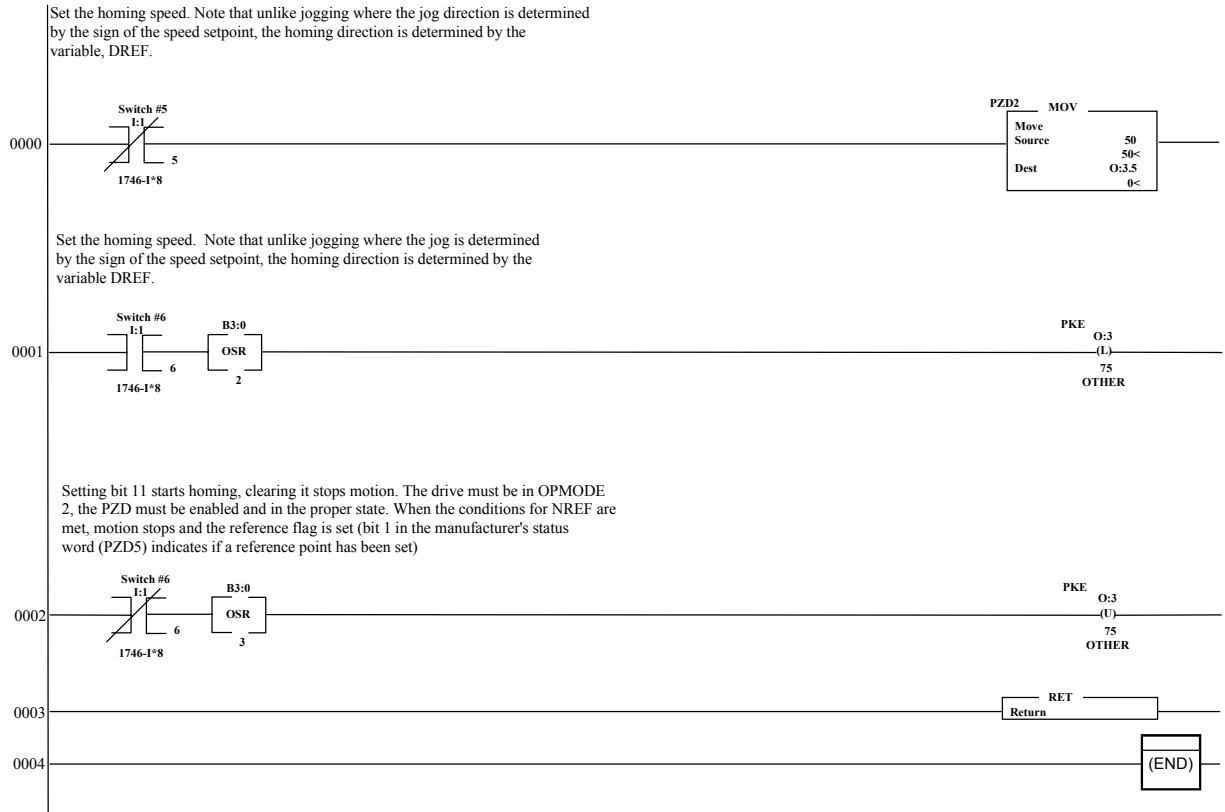 Set the homing speed. Note that unlike jogging where the jog direction is determined
by the sign of the speed setpoint, the homing direction is determined by the
variable, DREF.
Switch #5
I:1
5
1746-I*8
0000
PZD2
MOV
Move
Source 50
50<
Dest O:3.5
0<
Set the homing speed. Note that unlike jogging where the jog is determined
by the sign of the speed setpoint, the homing direction is determined by the
variable DREF.
Switch #6
I:1
6
1746-I*8
B3:0
OSR
2
0001
PKE
O:3
(L)
75
OTHER
Setting bit 11 starts homing, clearing it stops motion. The drive must be in OPMODE
2, the PZD must be enabled and in the proper state. When the conditions for NREF are
met, motion stops and the reference flag is set (bit 1 in the manufacturer's status
word (PZD5) indicates if a reference point has been set)
Switch #6
I:1
6
1746-I*8
B3:0
OSR
3
0002
PKE
O:3
(U)
75
OTHER
0003
RET
Return
0004
(END)